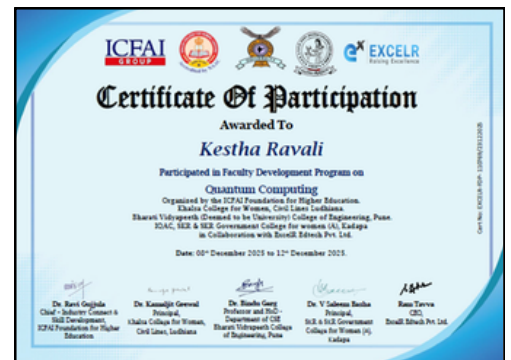 ICFAI
GROUP
EXCELR
Raising Excellence
Certificate Of Participation
Awarded To
Kestha Ravali
Participated in Faculty Development Program on
Quantum Computing
Organised by the ICFAI Foundation for Higher Education.
Khalsa College for Women, Civil Lines Ludhiana.
Bharati Vidyapeeth (Deemed to be University) College of Engineering, Pune.
IQAC, SKR & SKR Government College for women (A), Kadapa
in Collaboration with ExcelR Edtech Pvt. Ltd.
Date: 08th December 2025 to 12th December 2025.
Dr. Ravi Gujjula
Chief - Industry Connect &
Skill Development,
ICFAI Foundation for Higher
Education
Dr. Kamaljit Grewal
Principal,
Khalsa College for Women,
Civil Lines, Ludhiana
Dr. Bindu Garg
Professor and HoD -
Department of CSE
Bharati Vidyapeeth College
of Engineering, Pune
Dr. V Saleem Basha
Principal,
SKR & SKR Government
College for Women (A),
Kadapa
Ram Tavva
CEO,
ExcelR Edtech Pvt. Ltd.